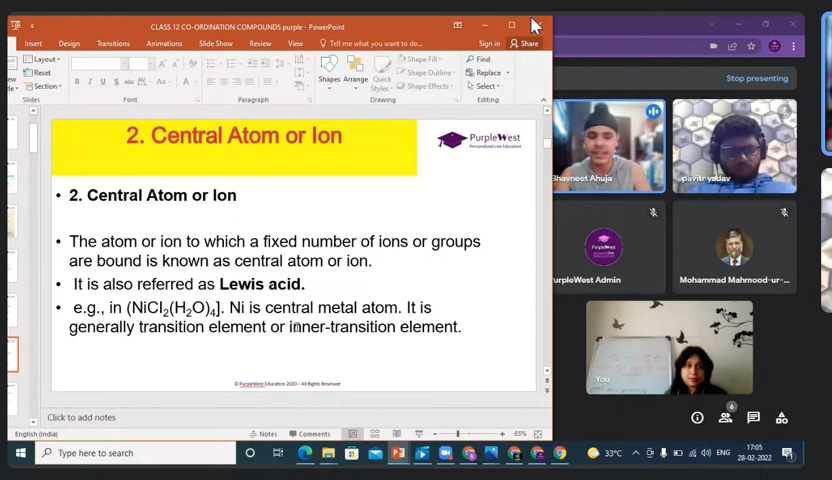 CLASS 12 CO-ORDINATION COMPOUNDS purple - PowerPoint
Insert Design Transitions Animations Slide Show Review View Tell me what you want to do... Sign in Share
Layout
Reset
Section
Slides
B I U S abc AV Aa A
Font
Paragraph
Shapes Arrange Quick Styles
Shape Fill
Shape Outline
Shape Effects
Drawing
Find
Replace
Select
Editing
2. Central Atom or Ion
PurpleWest
Personalized Live Education
• 2. Central Atom or Ion
• The atom or ion to which a fixed number of ions or groups
are bound is known as central atom or ion.
• It is also referred as Lewis acid.
• e.g., in (NiCl₂(H₂O)₄]. Ni is central metal atom. It is
generally transition element or inner-transition element.
© PurpleWest Education 2020 – All Rights Reserved
Click to add notes
English (India)
Notes Comments 65%
Stop presenting
Bhavneet Ahuja
pavitr yadav
PurpleWest Admin
Mohammad Mahmood-ur-...
You
6
Type here to search
33°C
17:05
28-02-2022
1